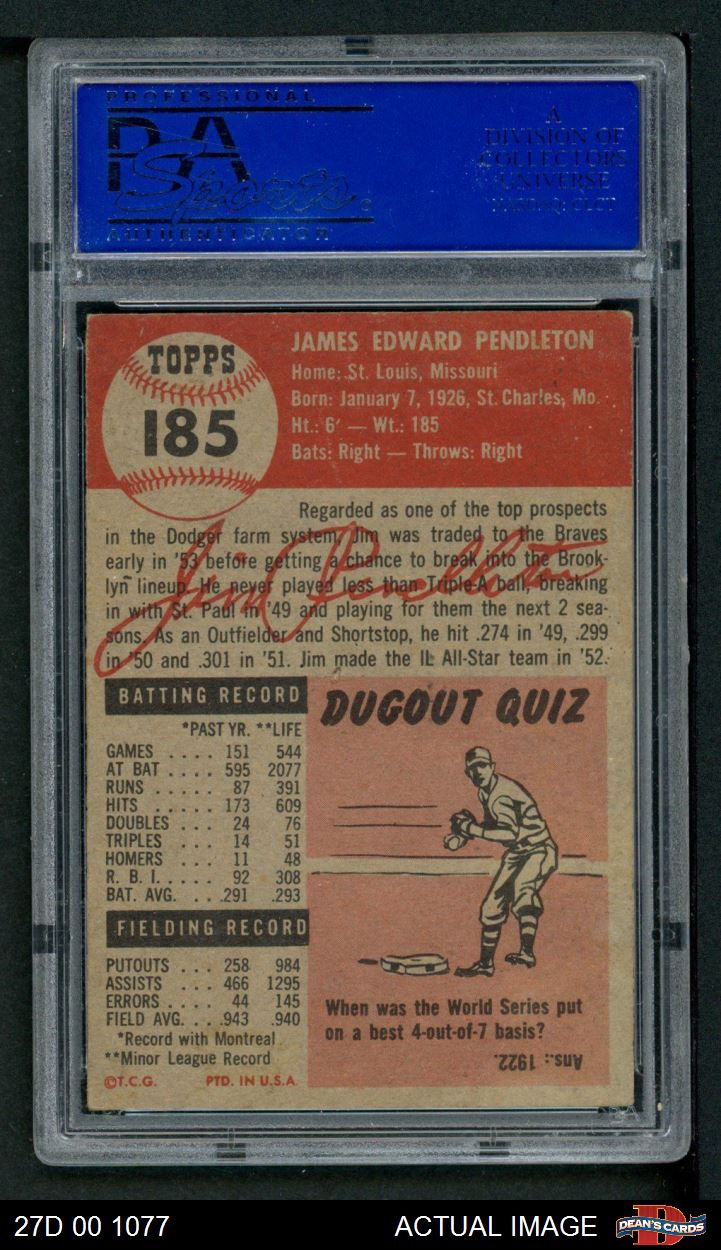 PROFESSIONAL
PSA
Sports
AUTHENTICATOR
A
DIVISION OF
COLLECTORS
UNIVERSE
NASDAQ: CLCT
TOPPS
185
JAMES EDWARD PENDLETON
Home: St. Louis, Missouri
Born: January 7, 1926, St. Charles, Mo.
Ht.: 6' — Wt.: 185
Bats: Right — Throws: Right
Regarded as one of the top prospects
in the Dodger farm system, Jim was traded to the Braves
early in '53 before getting a chance to break into the Brook-
lyn lineup. He never played less than Triple-A ball, breaking
in with St. Paul in '49 and playing for them the next 2 sea-
sons. As an Outfielder and Shortstop, he hit .274 in '49, .299
in '50 and .301 in '51. Jim made the IL All-Star team in '52.
Jim Pendleton
BATTING RECORD
*PAST YR. **LIFE
GAMES .... 151 544
AT BAT .... 595 2077
RUNS ...... 87 391
HITS ...... 173 609
DOUBLES ... 24 76
TRIPLES ... 14 51
HOMERS ... 11 48
R. B. I. .... 92 308
BAT. AVG. ... .291 .293
FIELDING RECORD
PUTOUTS ... 258 984
ASSISTS .... 466 1295
ERRORS .... 44 145
FIELD AVG. ... .943 .940
*Record with Montreal
**Minor League Record
©T.C.G. PTD. IN U.S.A.
DUGOUT QUIZ
When was the World Series put
on a best 4-out-of-7 basis?
Ans.: 1922.
27D 00 1077
ACTUAL IMAGE
D
DEAN'S CARDS